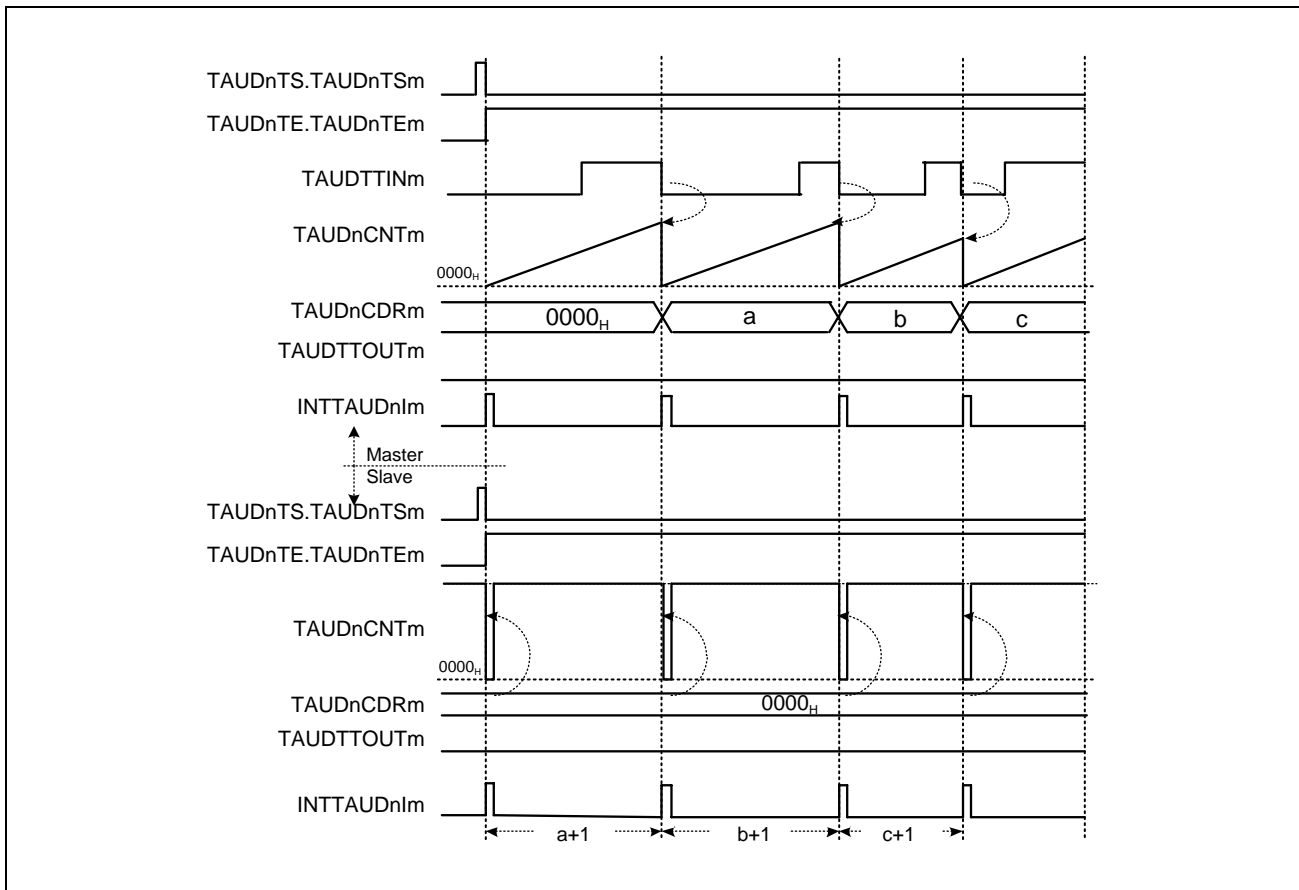 TAUDnTS.TAUDnTSm
TAUDnTE.TAUDnTEm
TAUDTTINm
TAUDnCNTm
0000H
TAUDnCDRm
0000H
a
b
c
TAUDTTOUTm
INTTAUDnIm
Master
Slave
TAUDnTS.TAUDnTSm
TAUDnTE.TAUDnTEm
TAUDnCNTm
0000H
TAUDnCDRm
0000H
TAUDTTOUTm
INTTAUDnIm
a+1
b+1
c+1